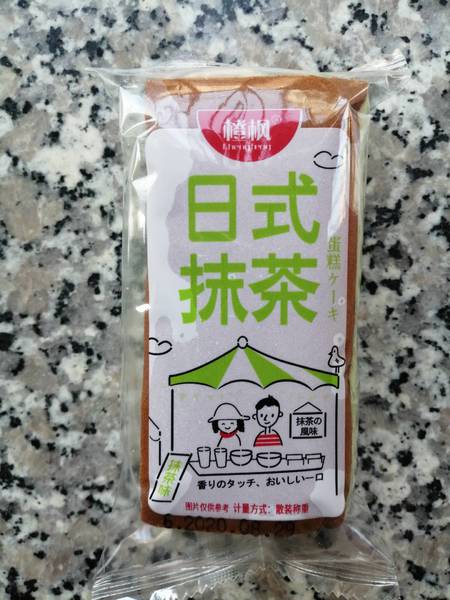 樟枫
日式
抹茶
蛋糕ケーキ
抹茶の
風味
抹茶味
香りのタッチ、おいしい一口
图片仅供参考 计量方式：散装称重